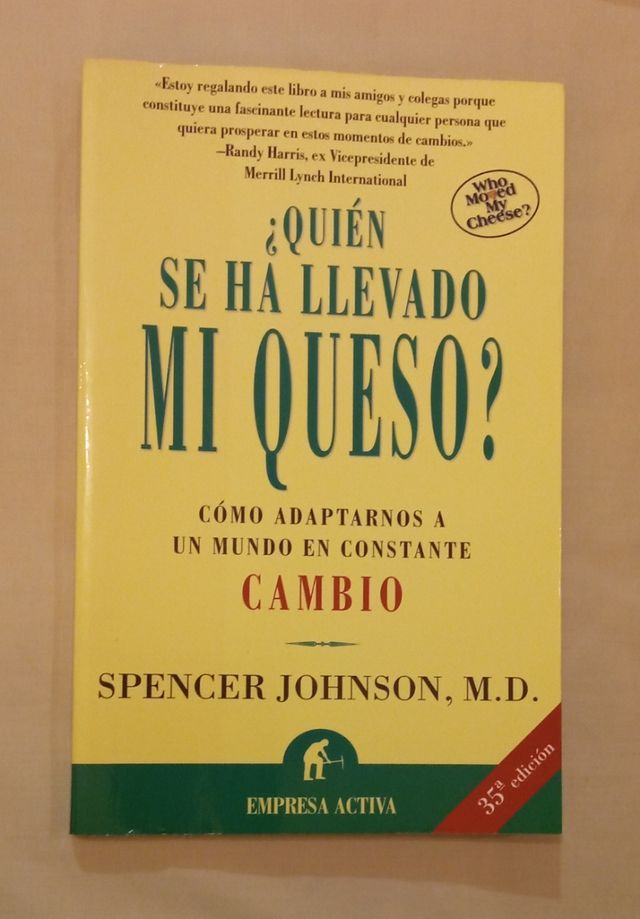 «Estoy regalando este libro a mis amigos y colegas porque
constituye una fascinante lectura para cualquier persona que
quiera prosperar en estos momentos de cambios.»
–Randy Harris, ex Vicepresidente de
Merrill Lynch International
Who
Moved
My
Cheese?
¿QUIÉN
SE HA LLEVADO
MI QUESO?
CÓMO ADAPTARNOS A
UN MUNDO EN CONSTANTE
CAMBIO
SPENCER JOHNSON, M.D.
EMPRESA ACTIVA
35ª edición